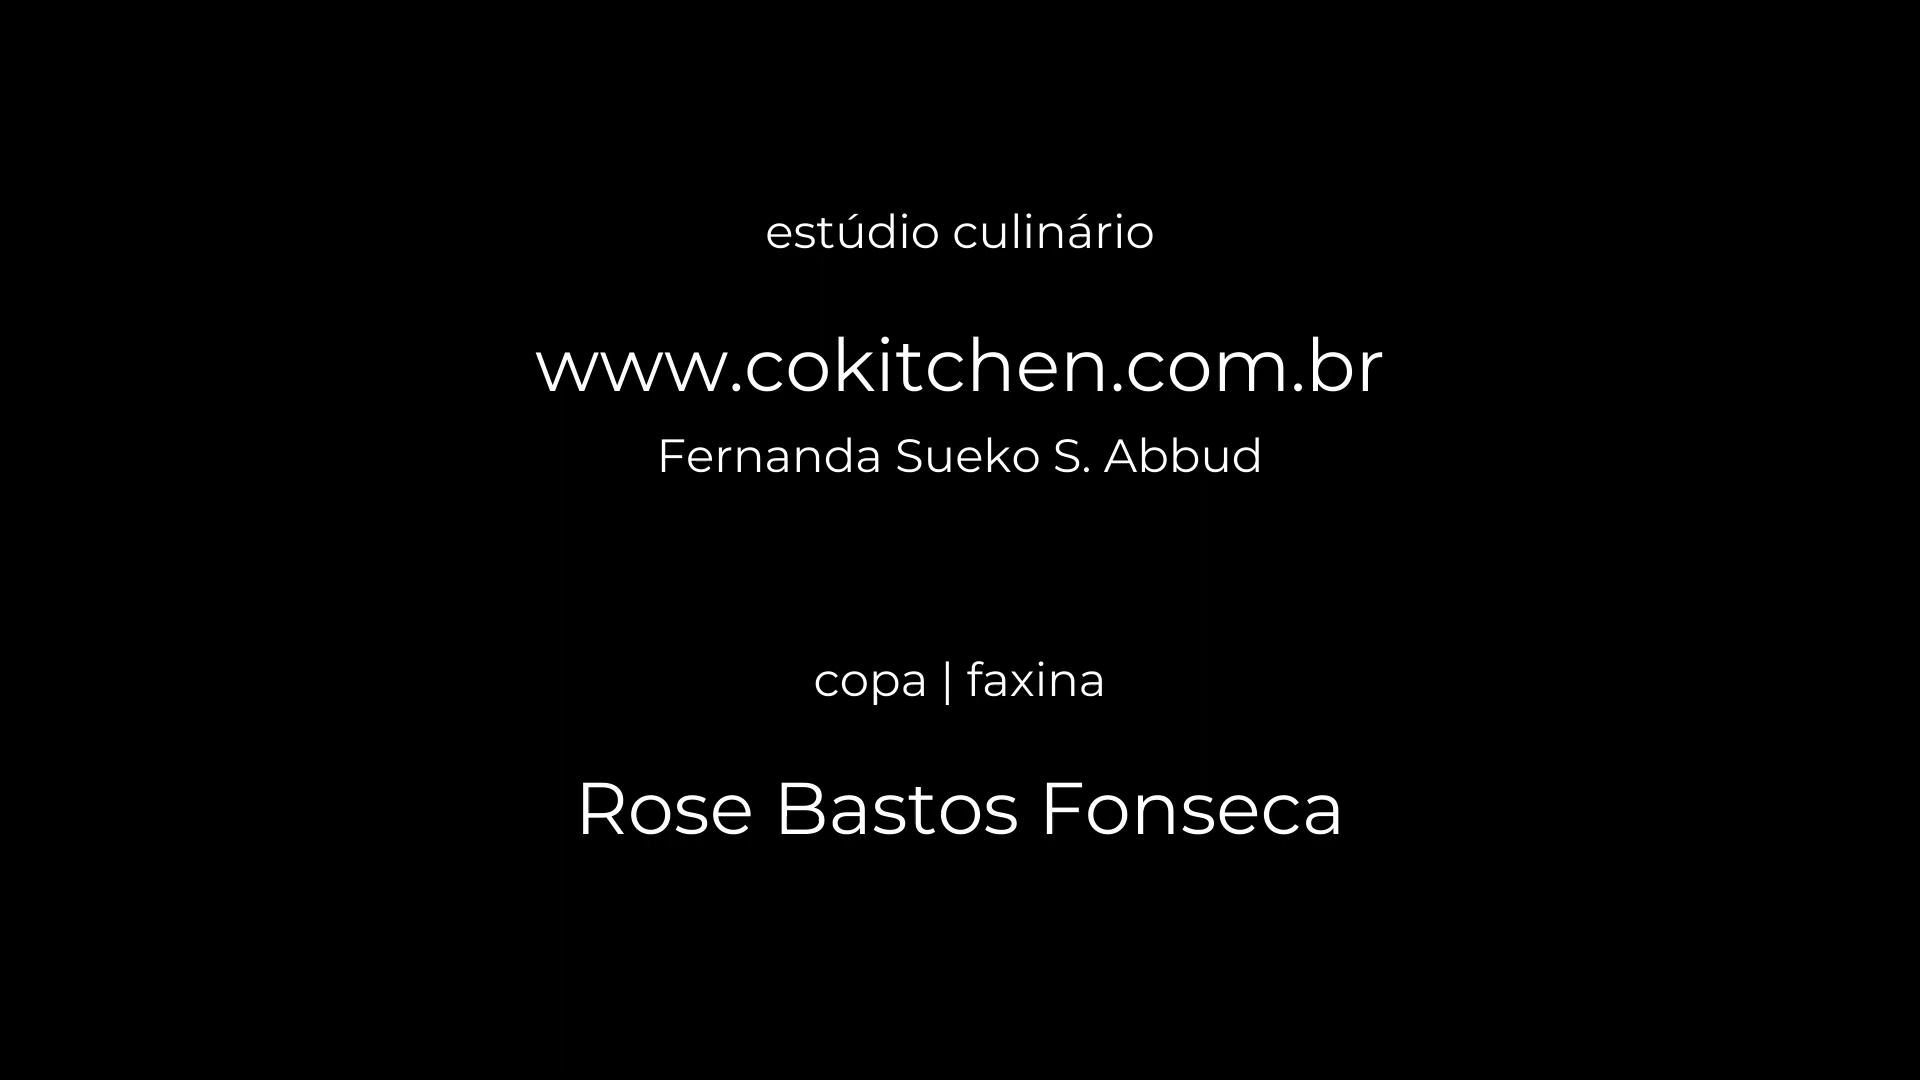 estúdio culinário
www.cokitchen.com.br
Fernanda Sueko S. Abbud
copa | faxina
Rose Bastos Fonseca